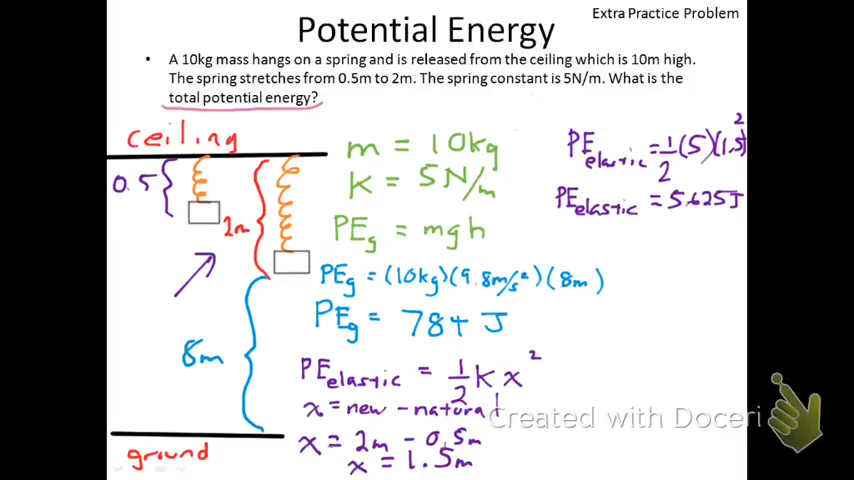 Extra Practice Problem
Potential Energy
• A 10kg mass hangs on a spring and is released from the ceiling which is 10m high.
The spring stretches from 0.5m to 2m. The spring constant is 5N/m. What is the
total potential energy?
ceiling
0.5
2m
8m
ground
m = 10kg
K = 5N/m
PEg = mgh
PEg = (10kg)(9.8m/s²)(8m)
PEg = 784 J
PEelastic = 1/2 K x²
x = new - natural
x = 2m - 0.5m
x = 1.5m
PEelastic = 1/2 (5)(1.5)²
PEelastic = 5.625J
Created with Doceri